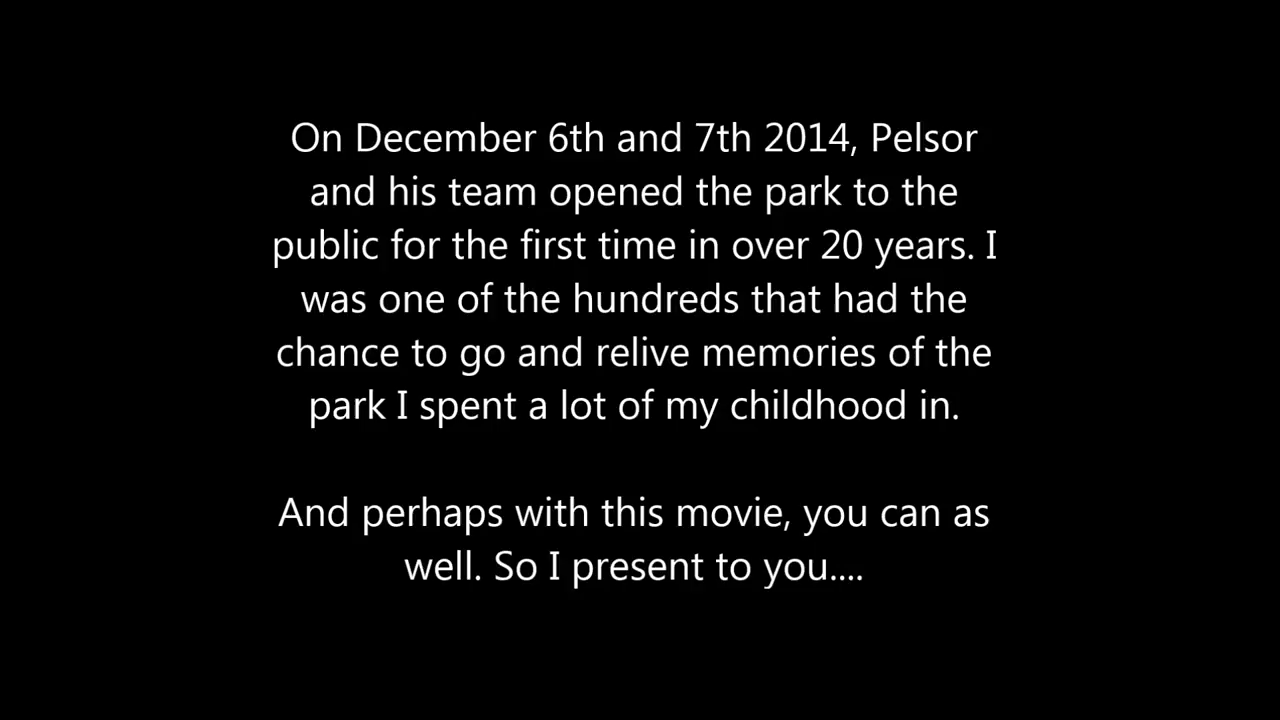 On December 6th and 7th 2014, Pelsor
and his team opened the park to the
public for the first time in over 20 years. I
was one of the hundreds that had the
chance to go and relive memories of the
park I spent a lot of my childhood in.
And perhaps with this movie, you can as
well. So I present to you....